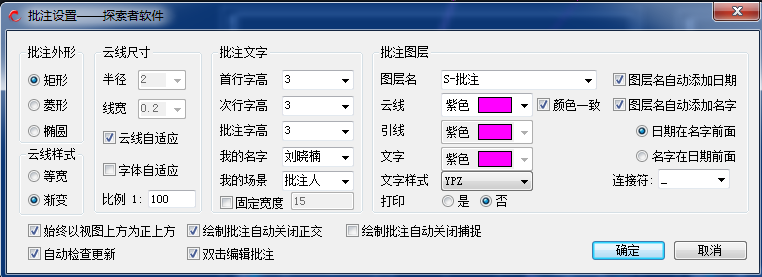 批注设置——探索者软件
批注外形
矩形
菱形
椭圆
云线样式
等宽
渐变
云线尺寸
半径 2
线宽 0.2
云线自适应
字体自适应
比例 1: 100
批注文字
首行字高 3
次行字高 3
批注字高 3
我的名字 刘晓楠
我的场景 批注人
固定宽度 15
批注图层
图层名 S-批注
云线 紫色 颜色一致
引线 紫色
文字 紫色
文字样式 YPZ
打印 是 否
图层名自动添加日期
图层名自动添加名字
日期在名字前面
名字在日期前面
连接符: _
始终以视图上方为正上方 绘制批注自动关闭正交 绘制批注自动关闭捕捉
自动检查更新 双击编辑批注
确定 取消